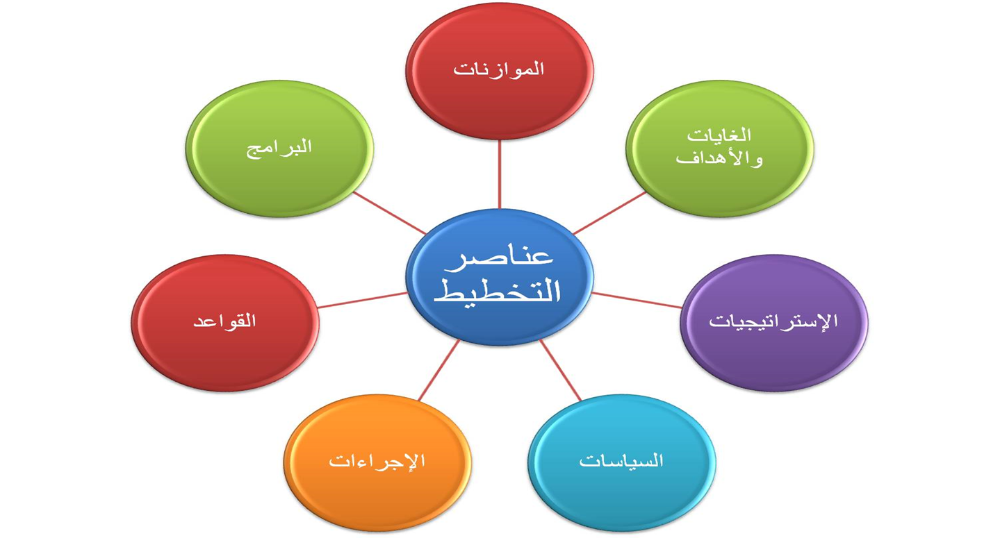 الموازنات
الغايات
والأهداف
البرامج
عناصر
التخطيط
الإستراتيجيات
القواعد
السياسات
الإجراءات